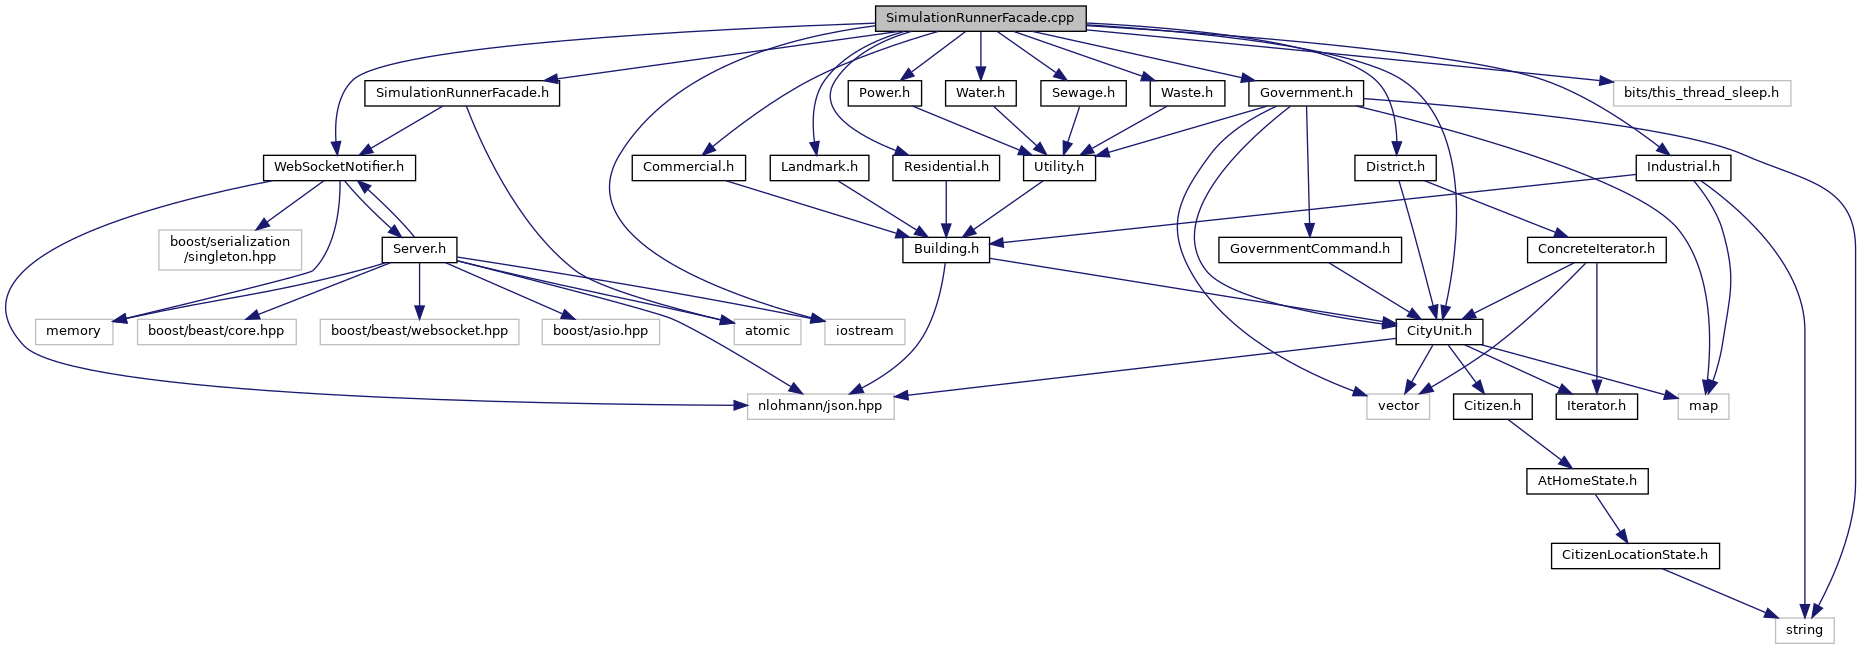 SimulationRunnerFacade.cpp
SimulationRunnerFacade.h
Power.h
Water.h
Sewage.h
Waste.h
Government.h
bits/this_thread_sleep.h
WebSocketNotifier.h
Commercial.h
Landmark.h
Residential.h
Utility.h
District.h
Industrial.h
boost/serialization
/singleton.hpp
Server.h
Building.h
GovernmentCommand.h
ConcreteIterator.h
memory
boost/beast/core.hpp
boost/beast/websocket.hpp
boost/asio.hpp
atomic
iostream
CityUnit.h
nlohmann/json.hpp
vector
Citizen.h
Iterator.h
map
AtHomeState.h
CitizenLocationState.h
string